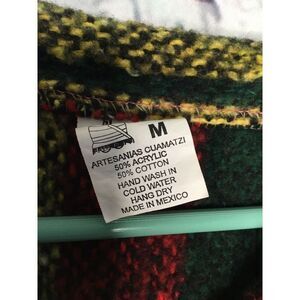 M
ARTESANIAS CUAMATZI
50% ACRYLIC
50% COTTON
HAND WASH IN
COLD WATER
HANG DRY
MADE IN MEXICO